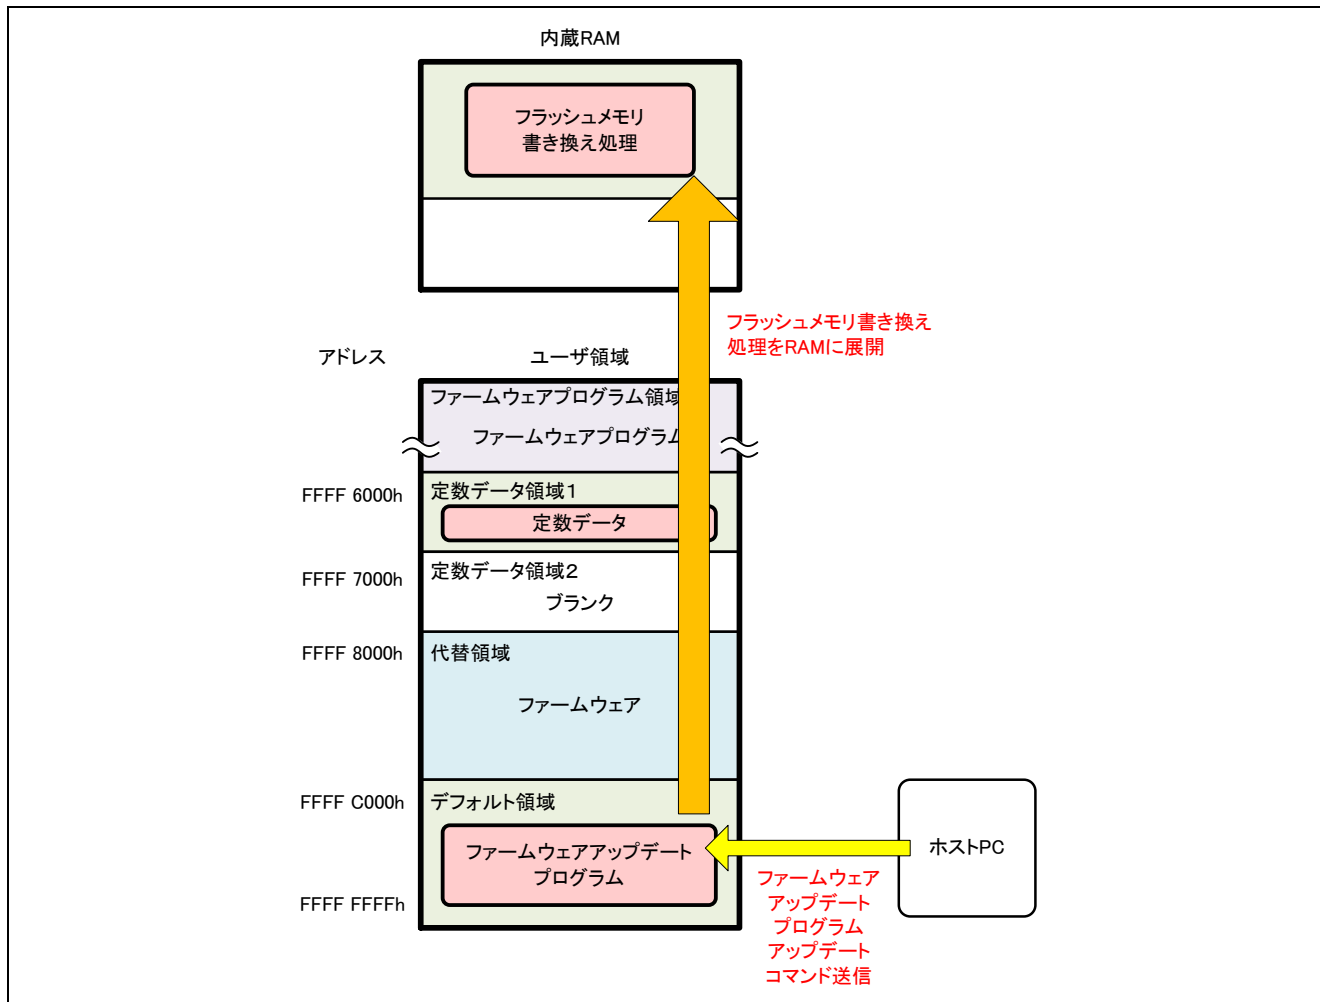 内蔵RAM
フラッシュメモリ
書き換え処理
フラッシュメモリ書き換え
処理をRAMに展開
アドレス
ユーザ領域
ファームウェアプログラム領域
ファームウェアプログラム
FFFF 6000h
定数データ領域1
定数データ
FFFF 7000h
定数データ領域2
ブランク
FFFF 8000h
代替領域
ファームウェア
FFFF C000h
デフォルト領域
ファームウェアアップデート
プログラム
FFFF FFFFh
ホストPC
ファームウェア
アップデート
プログラム
アップデート
コマンド送信